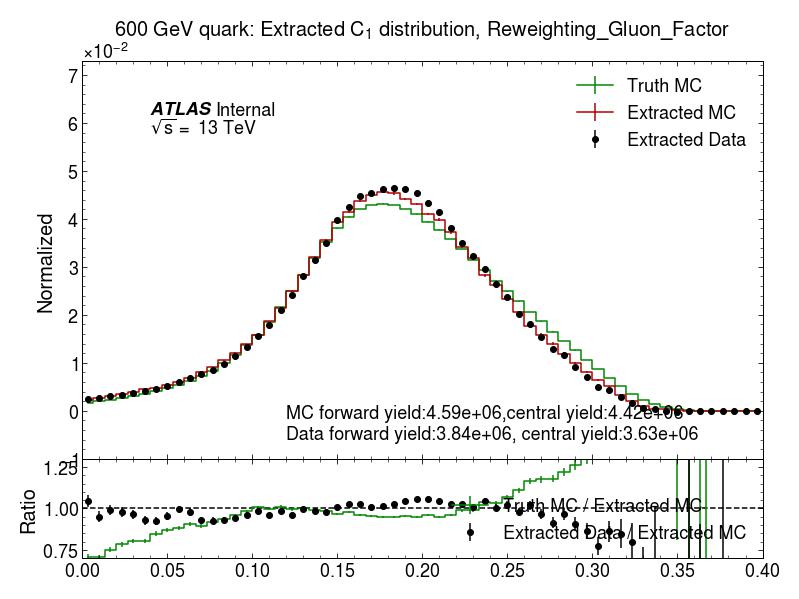 600 GeV quark: Extracted C₁ distribution, Reweighting_Gluon_Factor
×10⁻²
7
6
5
4
3
2
1
0
1
Normalized
ATLAS Internal
√s = 13 TeV
Truth MC
Extracted MC
Extracted Data
MC forward yield:4.59e+06,central yield:4.42e+06
Data forward yield:3.84e+06, central yield:3.63e+06
1.25
1.00
0.75
Ratio
Truth MC / Extracted MC
Extracted Data / Extracted MC
0.00 0.05 0.10 0.15 0.20 0.25 0.30 0.35 0.40